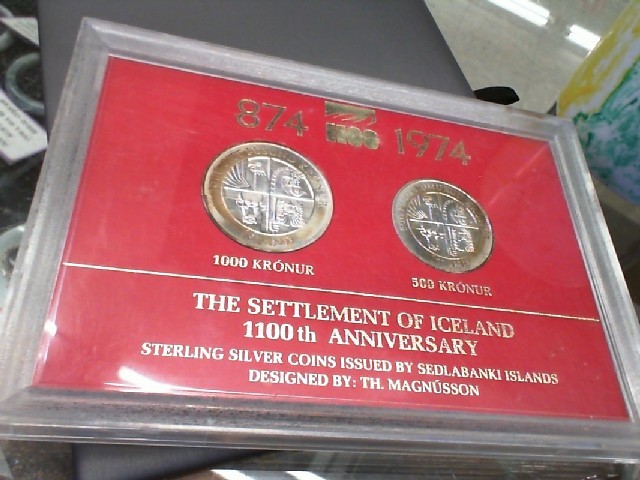 874 1100 1974
1000 KRÓNUR
500 KRÓNUR
THE SETTLEMENT OF ICELAND
1100th ANNIVERSARY
STERLING SILVER COINS ISSUED BY SEDLABANKI ISLANDS
DESIGNED BY: TH. MAGNÚSSON